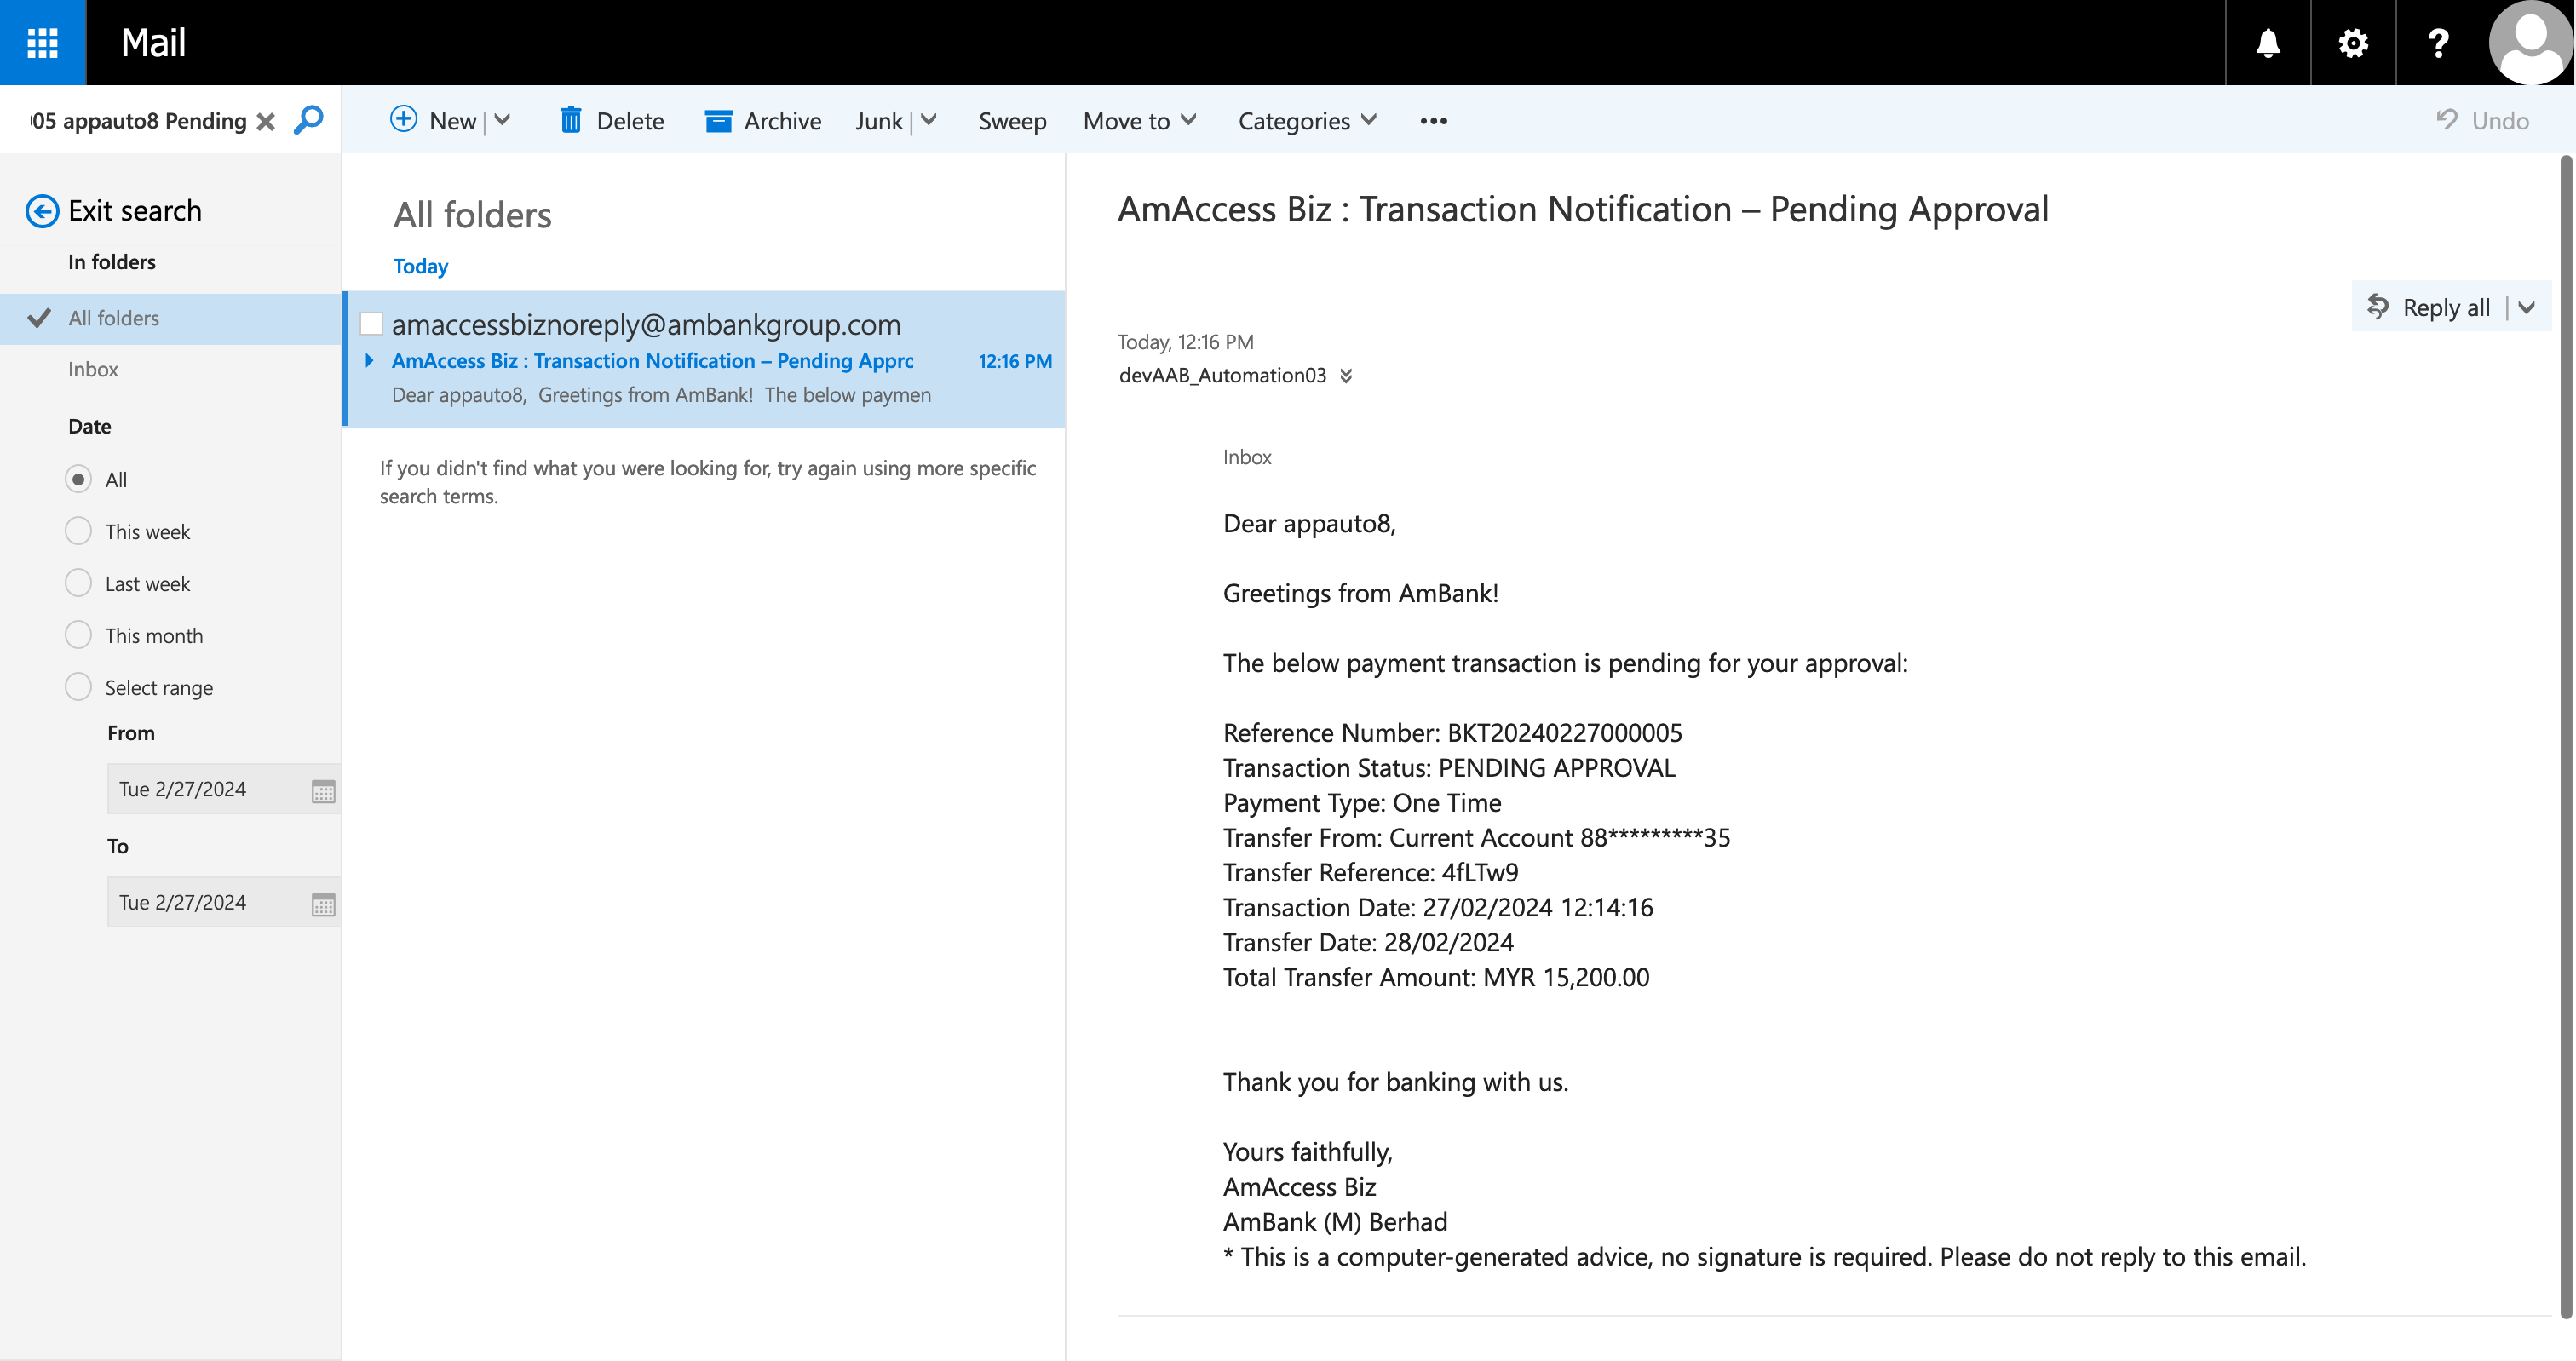 Mail
05 appauto8 Pending
New
Delete
Archive
Junk
Sweep
Move to
Categories
Undo
Exit search
In folders
All folders
Inbox
Date
All
This week
Last week
This month
Select range
From
Tue 2/27/2024
To
Tue 2/27/2024
All folders
Today
amaccessbiznoreply@ambankgroup.com
AmAccess Biz : Transaction Notification – Pending Appro
12:16 PM
Dear appauto8, Greetings from AmBank! The below paymen
If you didn't find what you were looking for, try again using more specific
search terms.
AmAccess Biz : Transaction Notification – Pending Approval
Reply all
Today, 12:16 PM
devAAB_Automation03
Inbox
Dear appauto8,
Greetings from AmBank!
The below payment transaction is pending for your approval:
Reference Number: BKT20240227000005
Transaction Status: PENDING APPROVAL
Payment Type: One Time
Transfer From: Current Account 88*********35
Transfer Reference: 4fLTw9
Transaction Date: 27/02/2024 12:14:16
Transfer Date: 28/02/2024
Total Transfer Amount: MYR 15,200.00
Thank you for banking with us.
Yours faithfully,
AmAccess Biz
AmBank (M) Berhad
* This is a computer-generated advice, no signature is required. Please do not reply to this email.